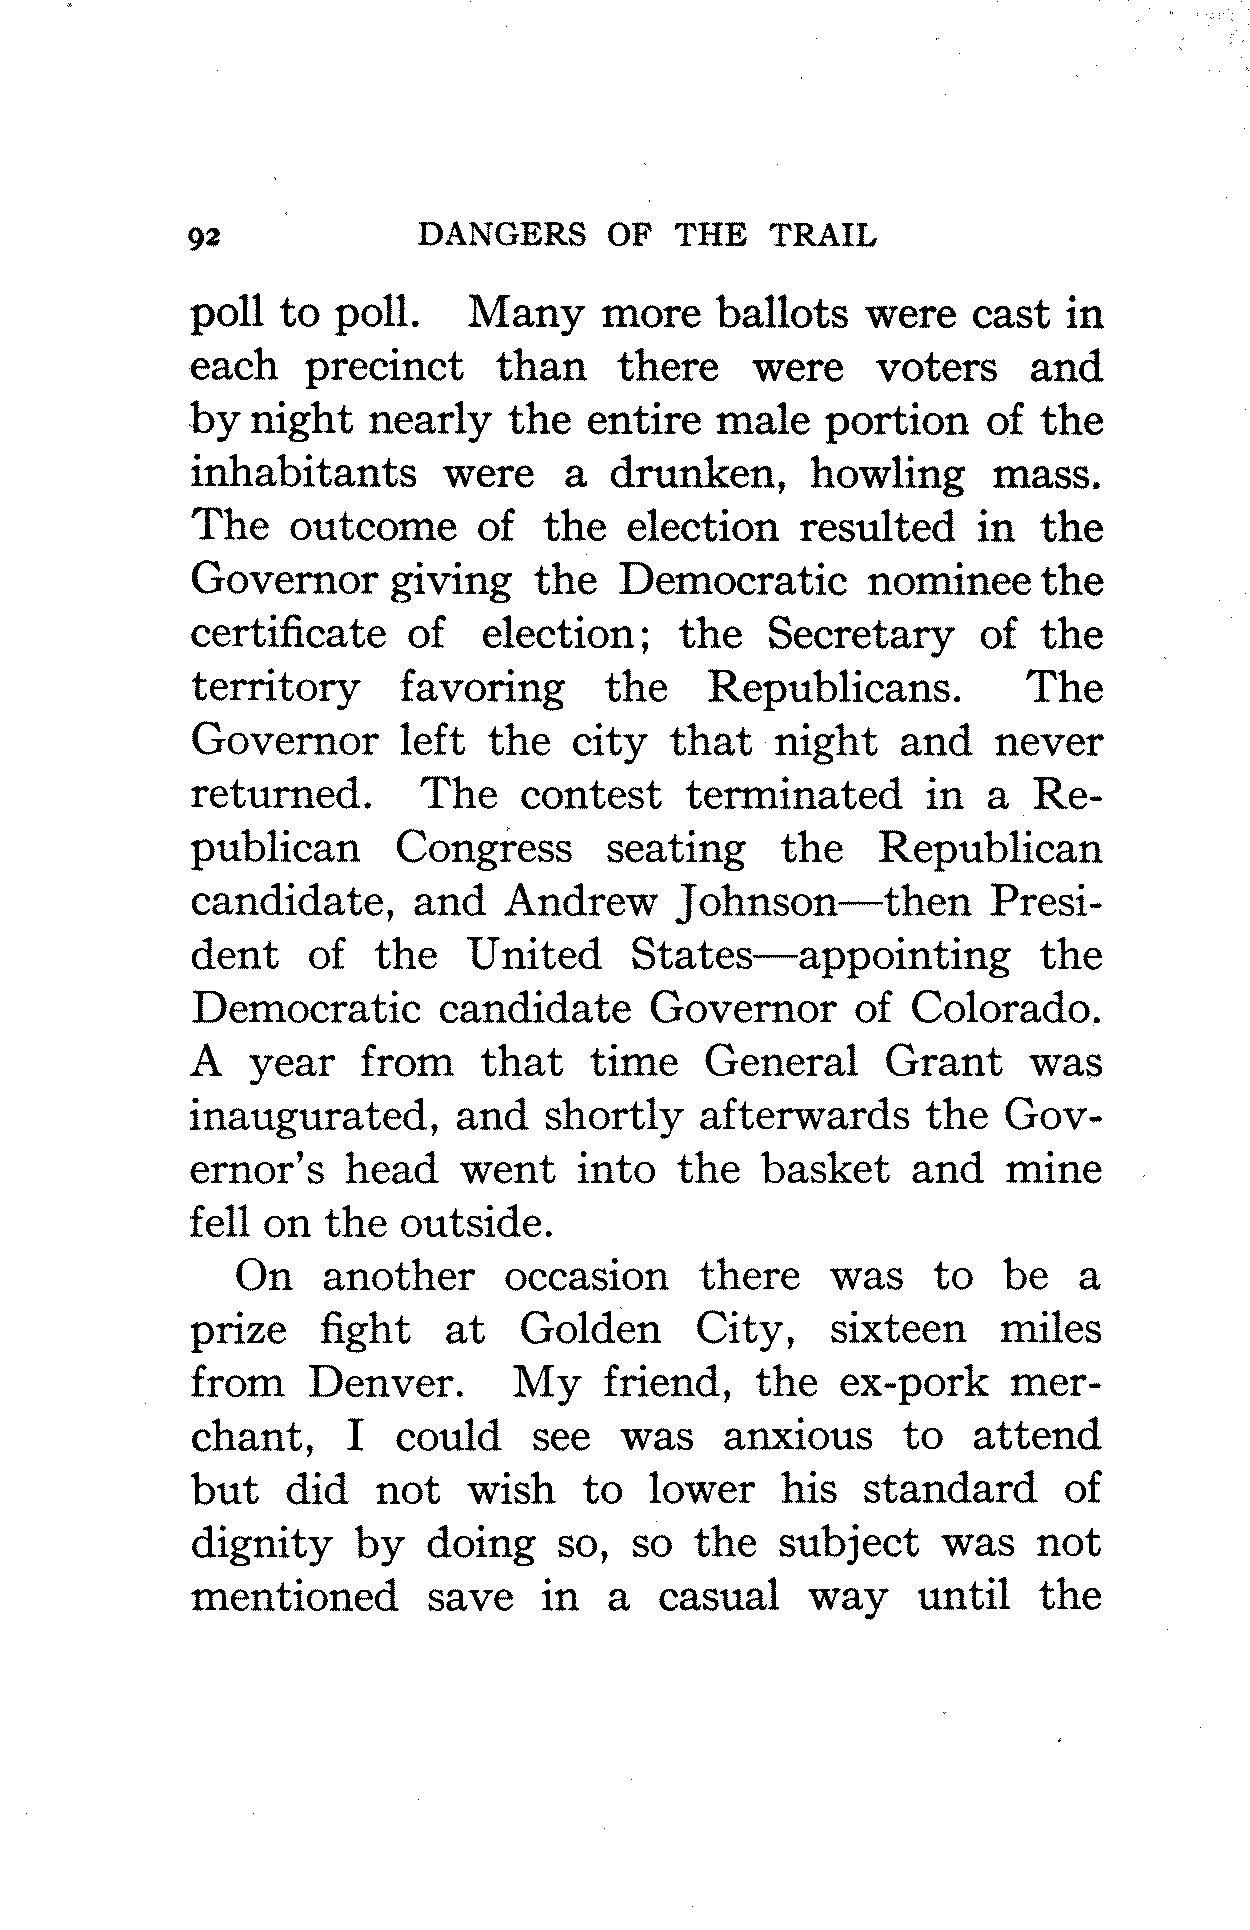 92 DANGERS OF THE TRAIL
poll to poll. Many more ballots were cast in
each precinct than there were voters and
by night nearly the entire male portion of the
inhabitants were a drunken, howling mass.
The outcome of the election resulted in the
Governor giving the Democratic nominee the
certificate of election; the Secretary of the
territory favoring the Republicans. The
Governor left the city that night and never
returned. The contest terminated in a Re-
publican Congress seating the Republican
candidate, and Andrew Johnson—then Presi-
dent of the United States—appointing the
Democratic candidate Governor of Colorado.
A year from that time General Grant was
inaugurated, and shortly afterwards the Gov-
ernor's head went into the basket and mine
fell on the outside.
On another occasion there was to be a
prize fight at Golden City, sixteen miles
from Denver. My friend, the ex-pork mer-
chant, I could see was anxious to attend
but did not wish to lower his standard of
dignity by doing so, so the subject was not
mentioned save in a casual way until the